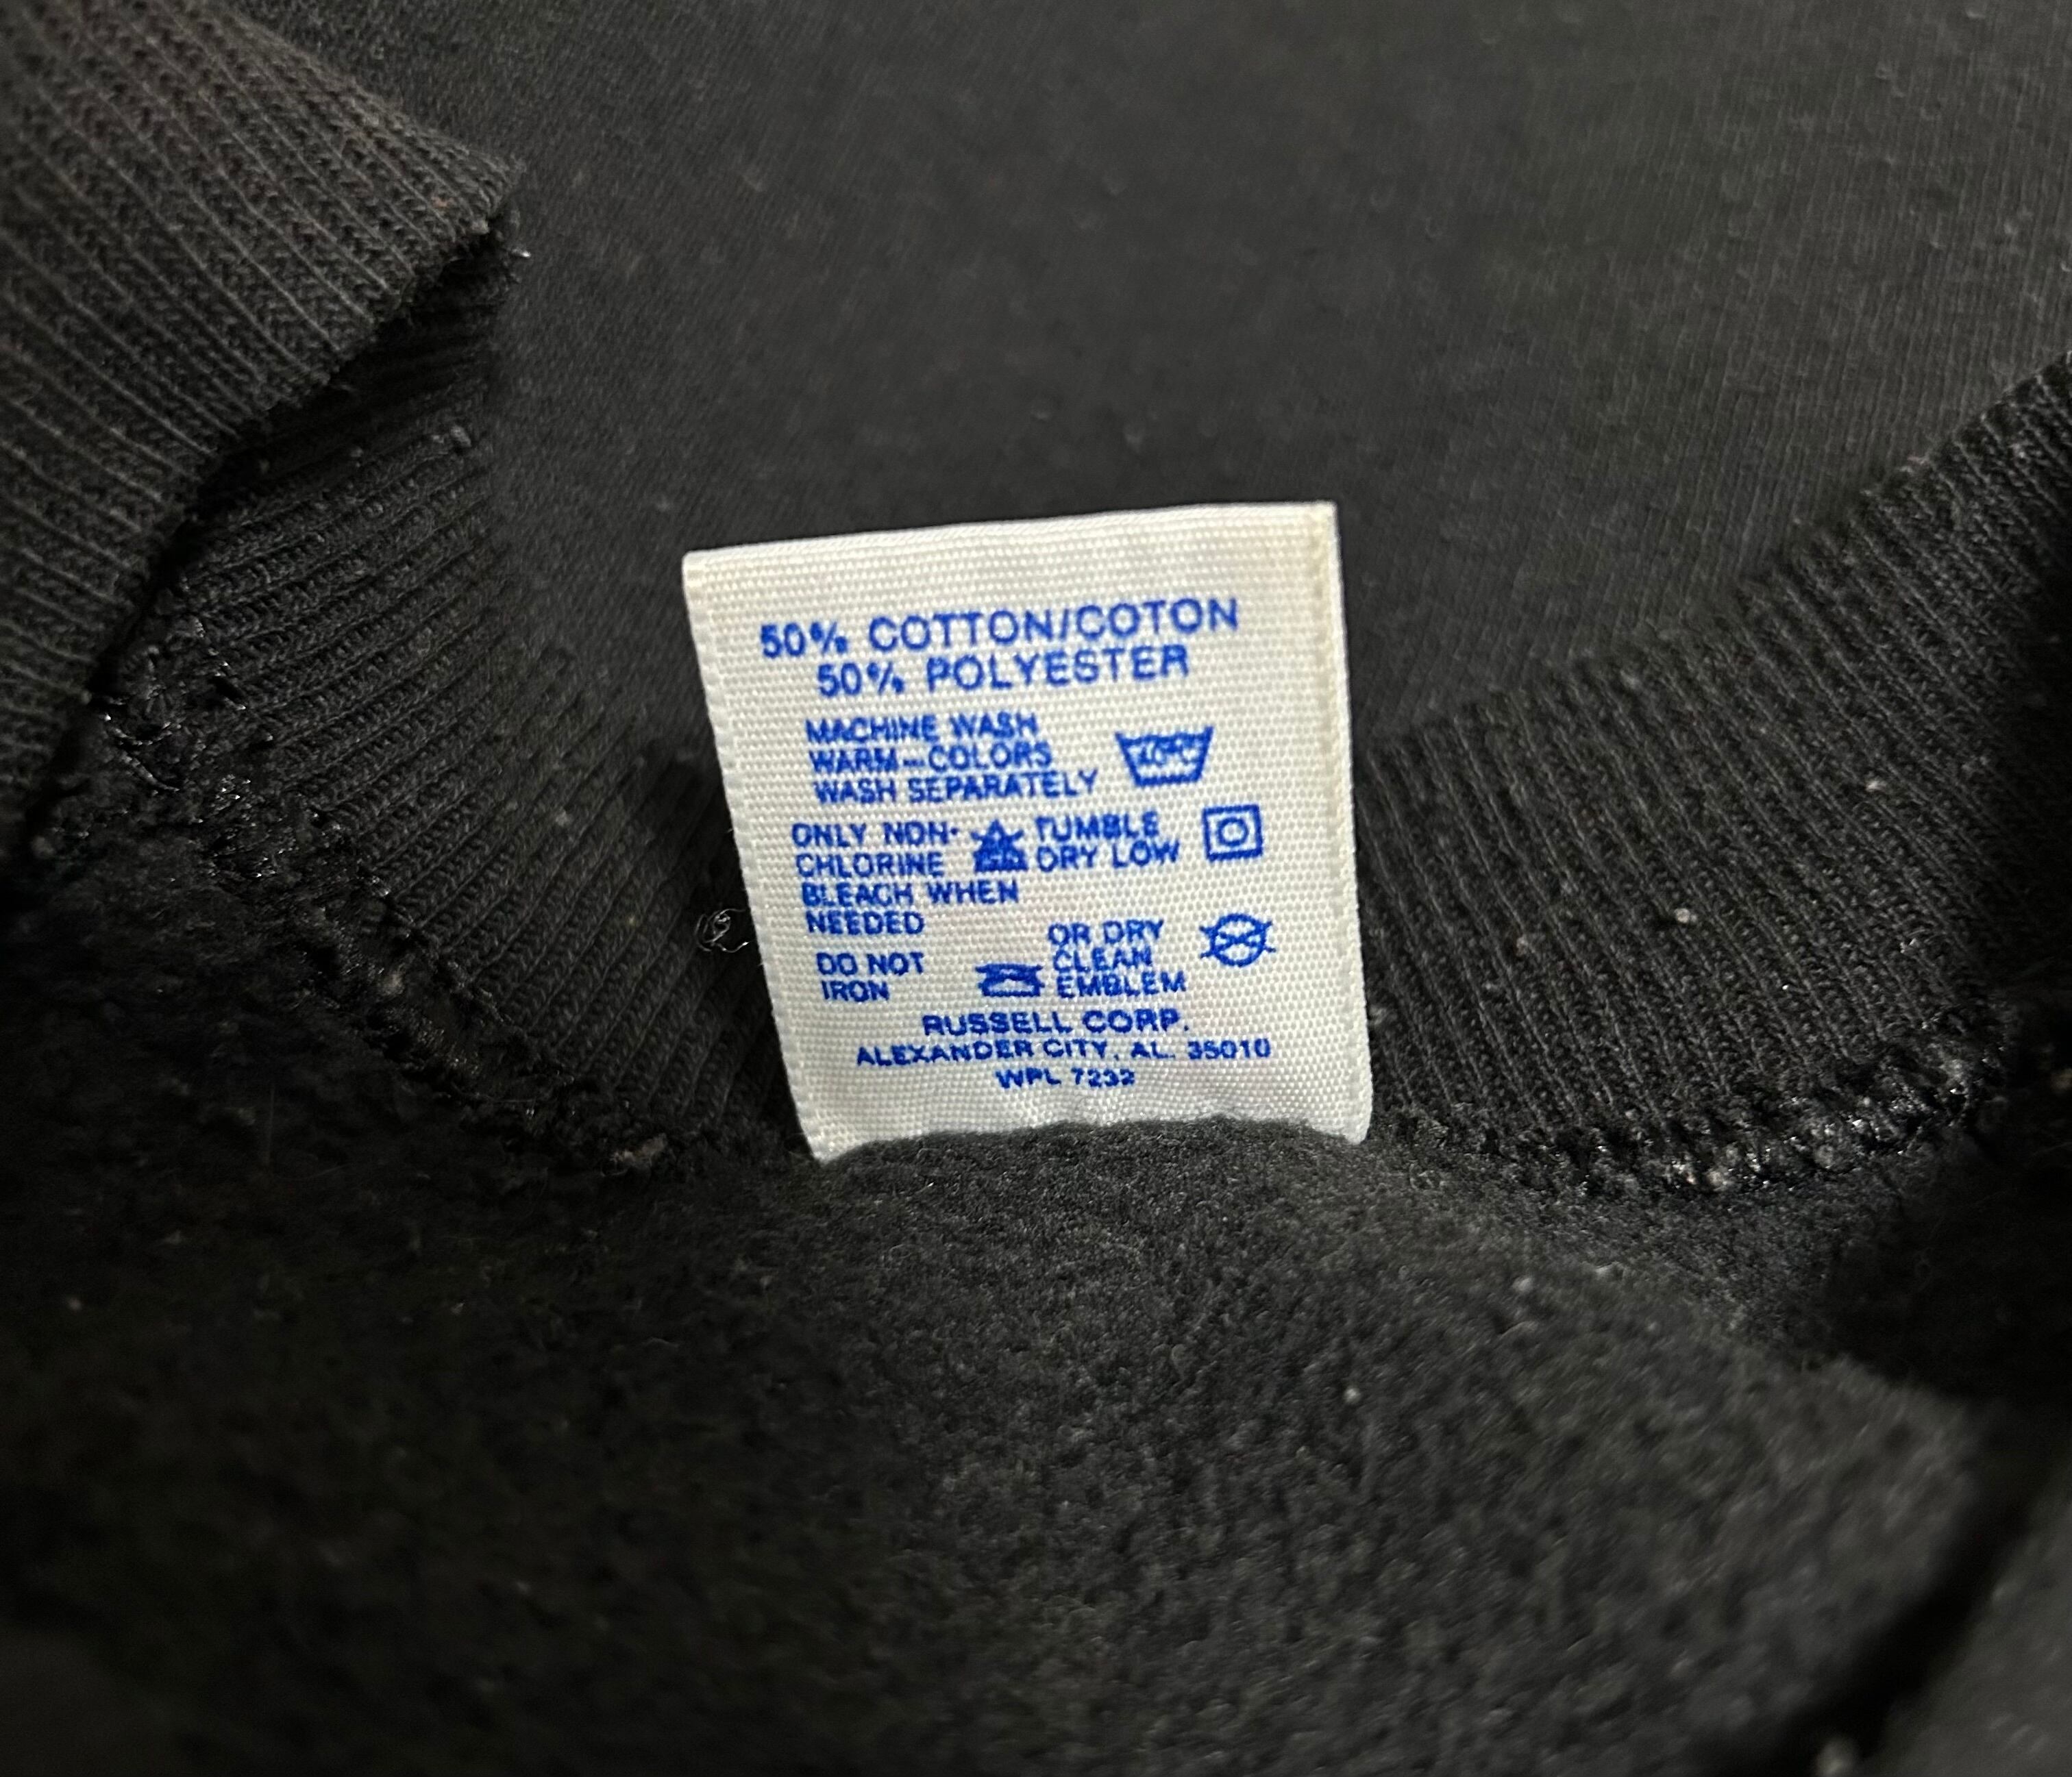 50% COTTON/COTON
50% POLYESTER
MACHINE WASH
WARM—COLORS
WASH SEPARATELY
40°C
ONLY NON-
CHLORINE
BLEACH WHEN
NEEDED
TUMBLE
DRY LOW
DO NOT
IRON
OR DRY
CLEAN
EMBLEM
RUSSELL CORP.
ALEXANDER CITY, AL. 35010
WPL 7232